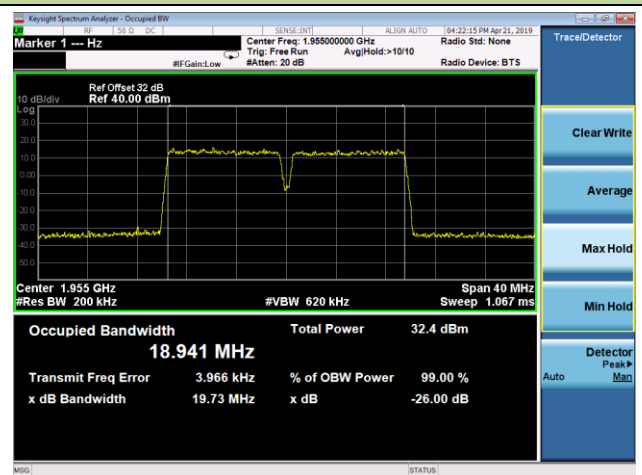 Keysight Spectrum Analyzer - Occupied BW
RF 50 Ω DC SENSE:INT ALIGN AUTO 04:22:15 PM Apr 21, 2019
Marker 1 --- Hz Center Freq: 1.955000000 GHz Radio Std: None Trace/Detector
Trig: Free Run Avg|Hold:>10/10
#IFGain:Low #Atten: 20 dB Radio Device: BTS
Ref Offset 32 dB
10 dB/div Ref 40.00 dBm
Log
30.0
20.0
10.0
0.00
-10.0
-20.0
-30.0
-40.0
-50.0
Clear Write
Average
Max Hold
Min Hold
Center 1.955 GHz Span 40 MHz
#Res BW 200 kHz #VBW 620 kHz Sweep 1.067 ms
Occupied Bandwidth Total Power 32.4 dBm
18.941 MHz
Transmit Freq Error 3.966 kHz % of OBW Power 99.00 %
x dB Bandwidth 19.73 MHz x dB -26.00 dB
Detector
Peak▶
Auto Man
MSG STATUS